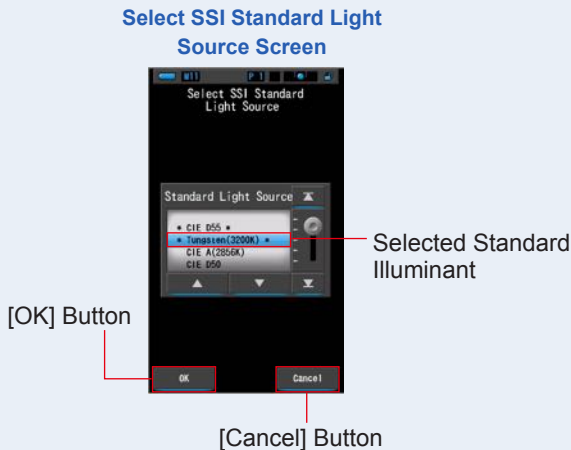 Select SSI Standard Light
Source Screen
P 1
Select SSI Standard
Light Source
Standard Light Source
* CIE D55 *
* Tungsten(3200K) *
CIE A(2856K)
CIE D50
Selected Standard
Illuminant
[OK] Button
OK
Cancel
[Cancel] Button